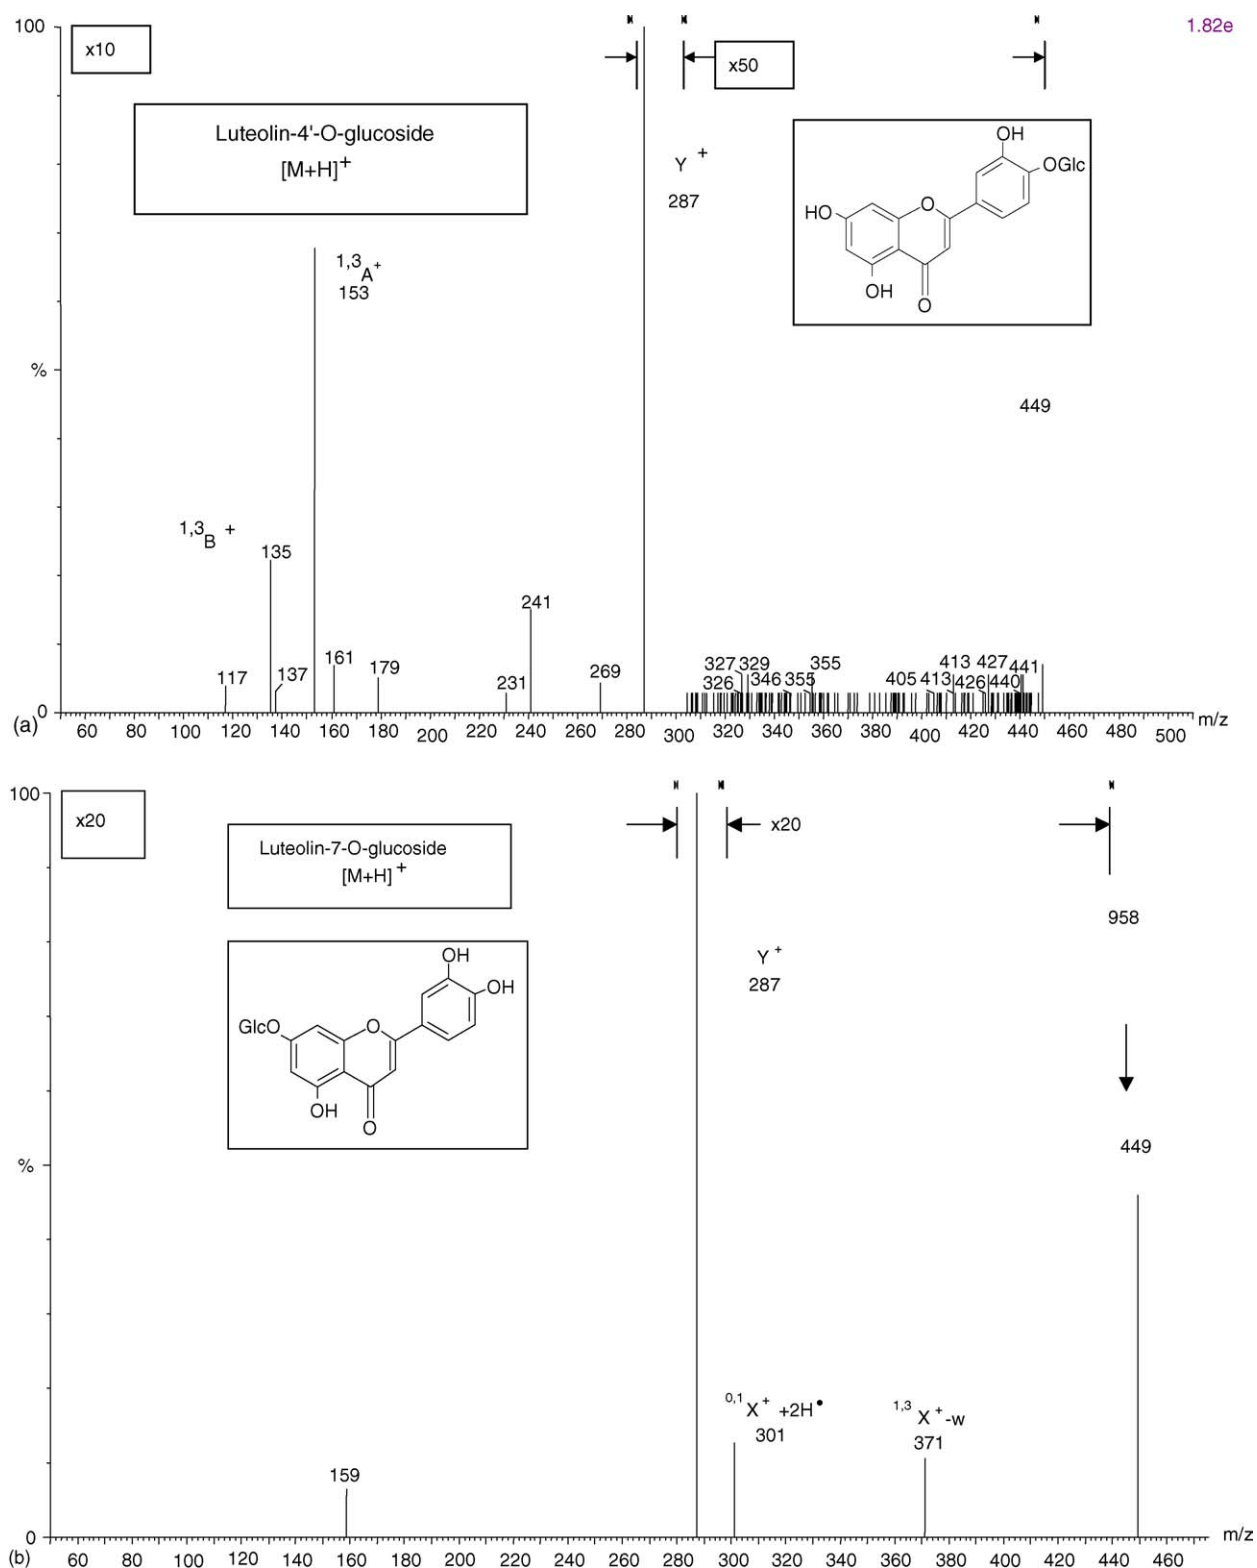 100
x10
x50
1.82e
Luteolin-4'-O-glucoside
[M+H]+
Y +
287
OH
OGlc
HO
O
OH
O
1,3A+
153
%
449
1,3B +
135
241
117
137
161
179
231
269
327
329
355
326
346
355
405
413
413
427
426
440
441
0
(a)
60 80 100 120 140 160 180 200 220 240 260 280 300 320 340 360 380 400 420 440 460 480 500 m/z
100
x20
x20
Luteolin-7-O-glucoside
[M+H]+
958
Y +
287
OH
OH
GlcO
O
OH
O
449
%
0,1X+ +2H•
301
1,3X+-w
371
159
0
m/z
(b)
60 80 100 120 140 160 180 200 220 240 260 280 300 320 340 360 380 400 420 440 460